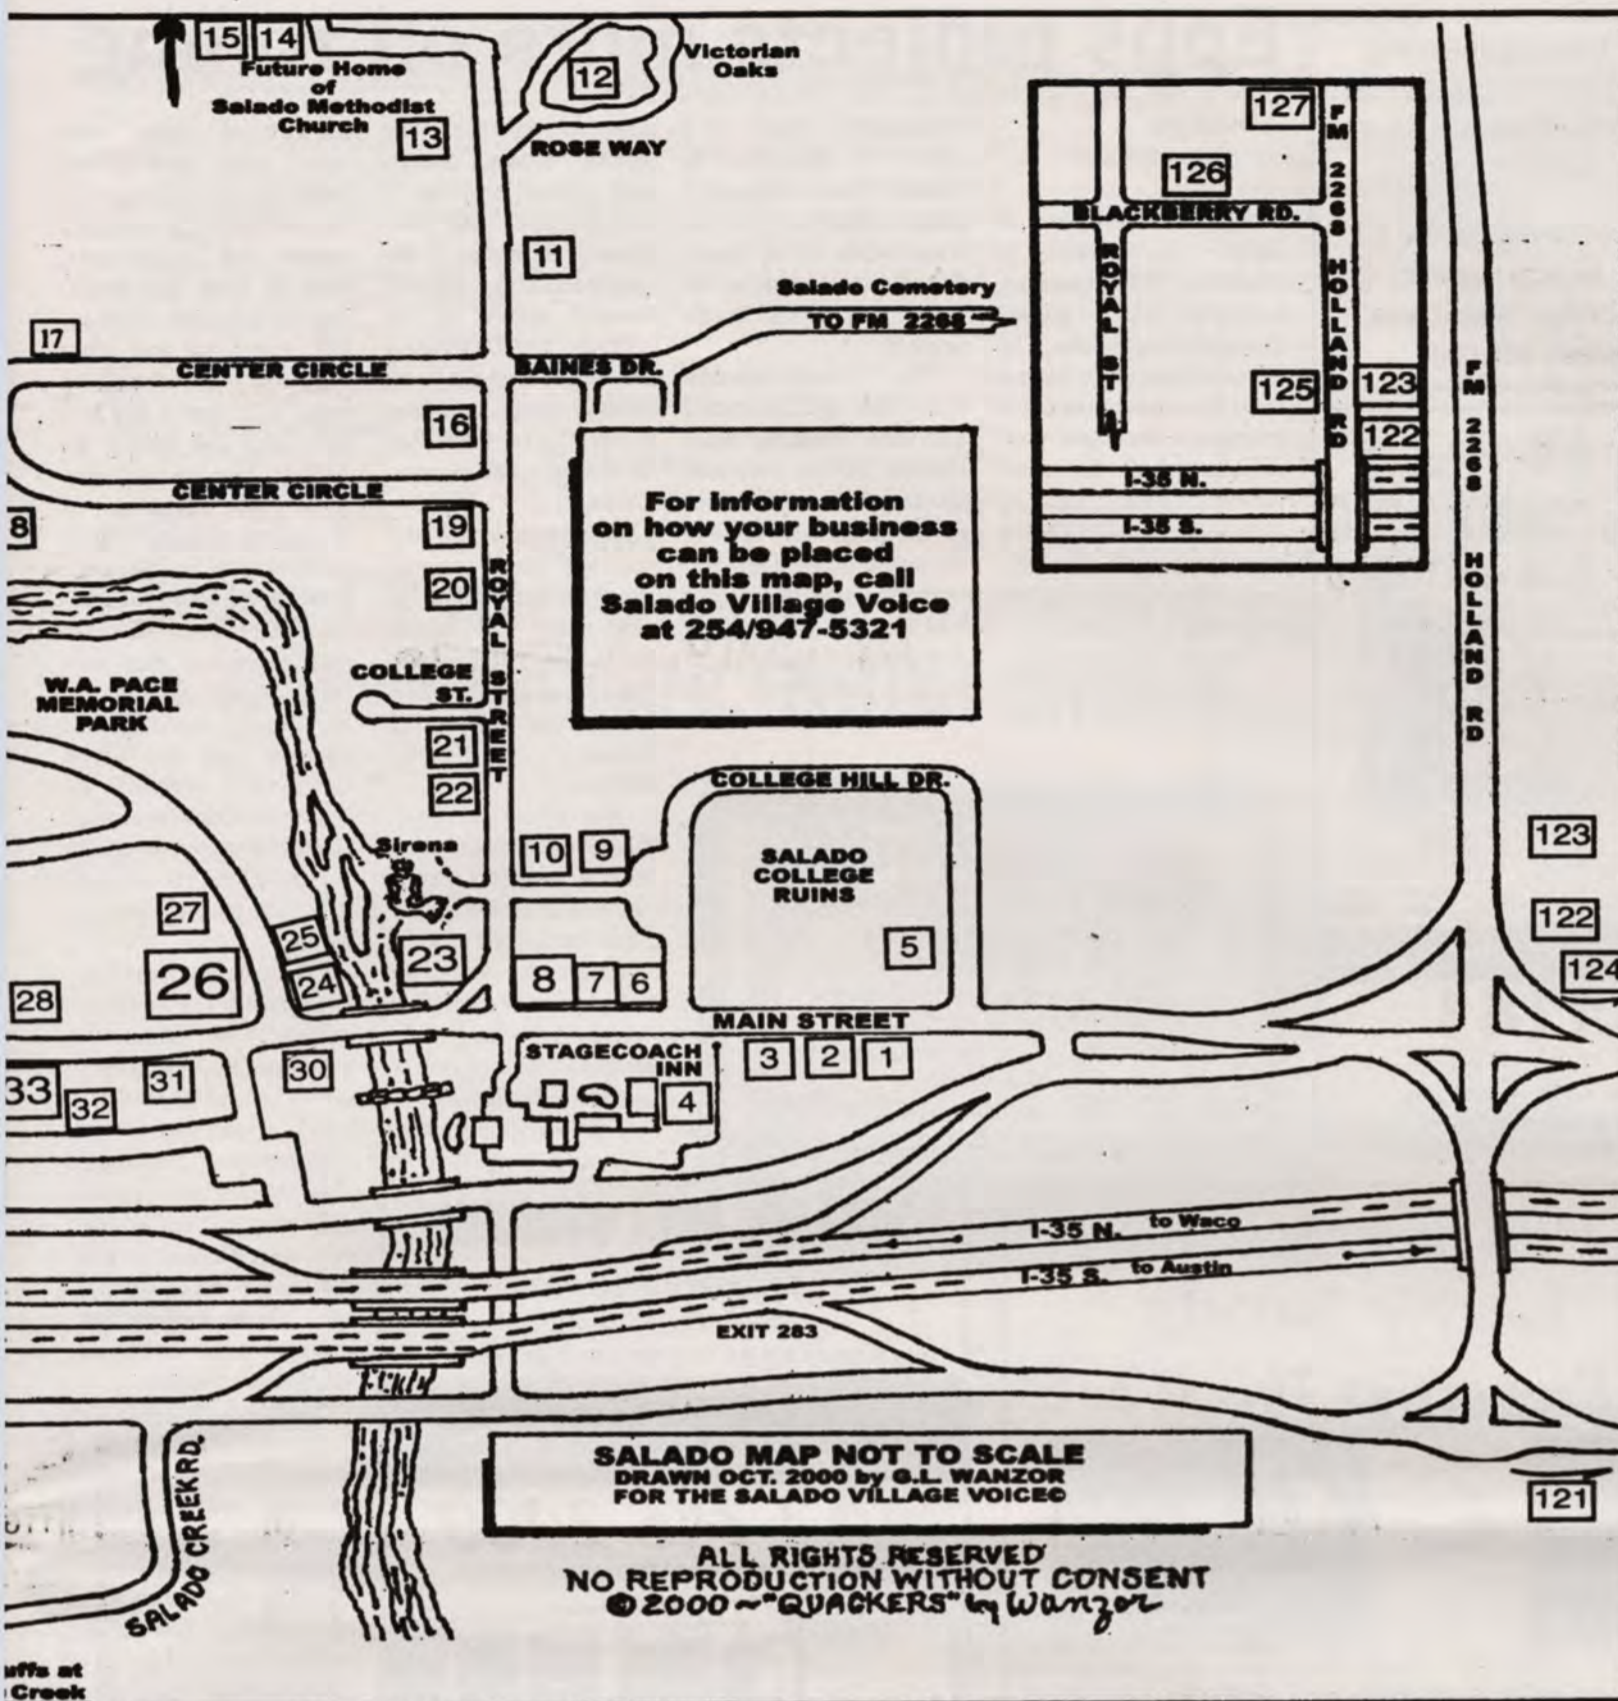 15
14
Future Home
of
Salado Methodist
Church
13
12
Victorian
Oaks
ROSE WAY
11
Salado Cemetery
TO FM 2268
17
CENTER CIRCLE
BAINES DR.
16
CENTER CIRCLE
18
19
20
ROYAL STREET
COLLEGE
ST.
21
22
W.A. PACE
MEMORIAL
PARK
For information
on how your business
can be placed
on this map, call
Salado Village Voice
at 254/947-5321
127
126
BLACKBERRY RD.
ROYAL ST
FM 2268 HOLLAND RD
125
123
122
I-35 N.
I-35 S.
FM 2268 HOLLAND RD
COLLEGE HILL DR.
SALADO
COLLEGE
RUINS
5
Sirena
10
9
8
7
6
23
25
24
27
26
28
123
122
124
MAIN STREET
STAGECOACH
INN
3
2
1
4
30
31
32
33
I-35 N. to Waco
I-35 S. to Austin
EXIT 283
SALADO CREEK RD.
SALADO MAP NOT TO SCALE
DRAWN OCT. 2000 by G.L. WANZOR
FOR THE SALADO VILLAGE VOICE©
121
ALL RIGHTS RESERVED
NO REPRODUCTION WITHOUT CONSENT
©2000~"QUACKERS" by Wanzor
uffs at
Creek